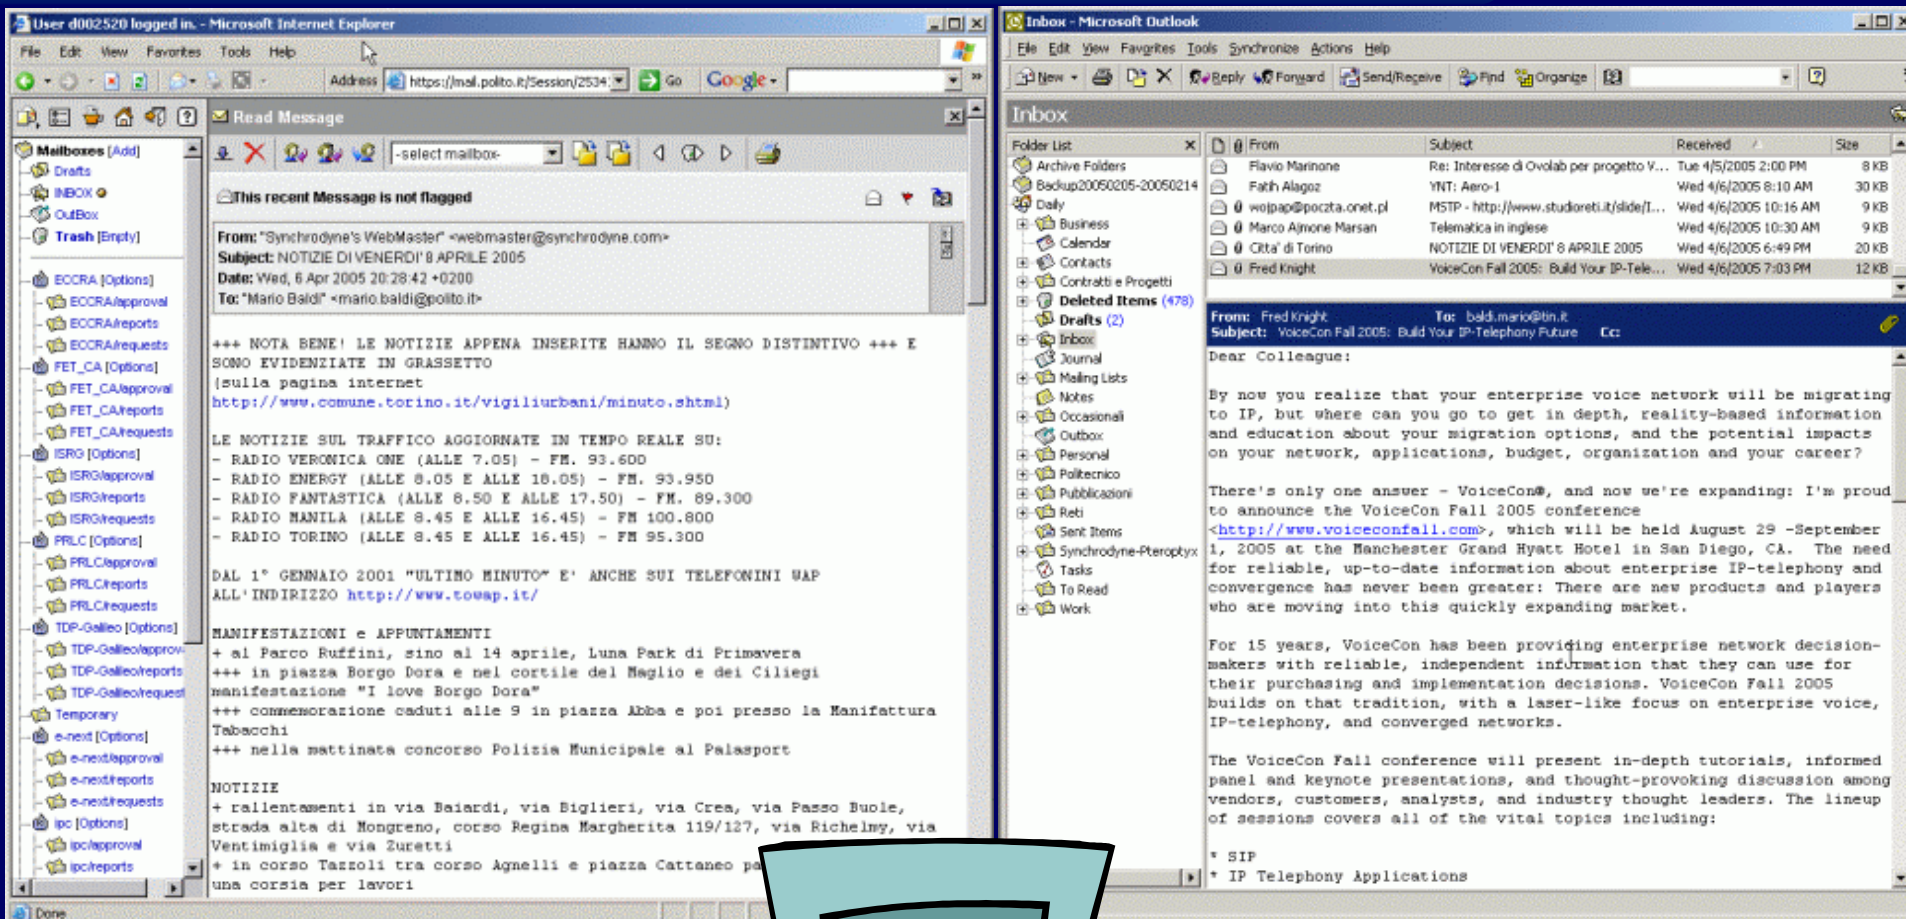 User d002520 logged in. - Microsoft Internet Explorer
File Edit View Favorites Tools Help
Address https://mail.polito.it/Session/2534 Go Google
Mailboxes [Add]
Drafts
INBOX
OutBox
Trash [Empty]
ECCRA [Options]
ECCRA/approval
ECCRA/reports
ECCRA/requests
FET_CA [Options]
FET_CA/approval
FET_CA/reports
FET_CA/requests
ISRG [Options]
ISRG/approval
ISRG/reports
ISRG/requests
PRLC [Options]
PRLC/approval
PRLC/reports
PRLC/requests
TDP-Galileo [Options]
TDP-Galileo/approv
TDP-Galileo/reports
TDP-Galileo/request
Temporary
e-next [Options]
e-next/approval
e-next/reports
e-next/requests
ipc [Options]
ipc/approval
ipc/reports
Read Message
-select mailbox-
This recent Message is not flagged
From: "Synchrodyne's WebMaster" <webmaster@synchrodyne.com>
Subject: NOTIZIE DI VENERDI' 8 APRILE 2005
Date: Wed, 6 Apr 2005 20:28:42 +0200
To: "Mario Baldi" <mario.baldi@polito.it>
+++ NOTA BENE! LE NOTIZIE APPENA INSERITE HANNO IL SEGNO DISTINTIVO +++ E
SONO EVIDENZIATE IN GRASSETTO
(sulla pagina internet
http://www.comune.torino.it/vigiliurbani/minuto.shtml)
LE NOTIZIE SUL TRAFFICO AGGIORNATE IN TEMPO REALE SU:
- RADIO VERONICA ONE (ALLE 7.05) - FM. 93.600
- RADIO ENERGY (ALLE 8.05 E ALLE 18.05) - FM. 93.950
- RADIO FANTASTICA (ALLE 8.50 E ALLE 17.50) - FM. 89.300
- RADIO MANILA (ALLE 8.45 E ALLE 16.45) - FM 100.800
- RADIO TORINO (ALLE 8.45 E ALLE 16.45) - FM 95.300
DAL 1° GENNAIO 2001 "ULTIMO MINUTO" E' ANCHE SUI TELEFONINI WAP
ALL'INDIRIZZO http://www.towap.it/
MANIFESTAZIONI e APPUNTAMENTI
+ al Parco Ruffini, sino al 14 aprile, Luna Park di Primavera
+++ in piazza Borgo Dora e nel cortile del Maglio e dei Ciliegi
manifestazione "I love Borgo Dora"
+++ commemorazione caduti alle 9 in piazza Abba e poi presso la Manifattura
Tabacchi
+++ nella mattinata concorso Polizia Municipale al Palasport
NOTIZIE
+ rallentamenti in via Baiardi, via Biglieri, via Crea, via Passo Buole,
strada alta di Mongreno, corso Regina Margherita 119/127, via Richelmy, via
Ventimiglia e via Zuretti
+ in corso Tazzoli tra corso Agnelli e piazza Cattaneo
una corsia per lavori
Done
Inbox - Microsoft Outlook
File Edit View Favorites Tools Synchronize Actions Help
New Reply Forward Send/Receive Find Organize
Inbox
Folder List
Archive Folders
Backup20050205-20050214
Daily
Business
Calendar
Contacts
Contratti e Progetti
Deleted Items (478)
Drafts (2)
Inbox
Journal
Mailing Lists
Notes
Occasionali
Outbox
Personal
Politecnico
Pubblicazioni
Reti
Sent Items
Synchrodyne-Pteroptyx
Tasks
To Read
Work
From Subject Received Size
Flavio Marinone Re: Interesse di Ovolab per progetto V... Tue 4/5/2005 2:00 PM 8 KB
Fatih Alagoz YNT: Aero-1 Wed 4/6/2005 8:10 AM 30 KB
wojpap@poczta.onet.pl MSTP - http://www.studioreti.it/slide/I... Wed 4/6/2005 10:16 AM 9 KB
Marco Ajmone Marsan Telematica in inglese Wed 4/6/2005 10:30 AM 9 KB
Citta' di Torino NOTIZIE DI VENERDI' 8 APRILE 2005 Wed 4/6/2005 6:49 PM 20 KB
Fred Knight VoiceCon Fall 2005: Build Your IP-Tele... Wed 4/6/2005 7:03 PM 12 KB
From: Fred Knight To: baldi.mario@tin.it
Subject: VoiceCon Fall 2005: Build Your IP-Telephony Future Cc:
Dear Colleague:
By now you realize that your enterprise voice network will be migrating
to IP, but where can you go to get in depth, reality-based information
and education about your migration options, and the potential impacts
on your network, applications, budget, organization and your career?
There's only one answer - VoiceCon®, and now we're expanding: I'm proud
to announce the VoiceCon Fall 2005 conference
<http://www.voiceconfall.com>, which will be held August 29 -September
1, 2005 at the Manchester Grand Hyatt Hotel in San Diego, CA. The need
for reliable, up-to-date information about enterprise IP-telephony and
convergence has never been greater: There are new products and players
who are moving into this quickly expanding market.
For 15 years, VoiceCon has been providing enterprise network decision-
makers with reliable, independent information that they can use for
their purchasing and implementation decisions. VoiceCon Fall 2005
builds on that tradition, with a laser-like focus on enterprise voice,
IP-telephony, and converged networks.
The VoiceCon Fall conference will present in-depth tutorials, informed
panel and keynote presentations, and thought-provoking discussion among
vendors, customers, analysts, and industry thought leaders. The lineup
of sessions covers all of the vital topics including:
* SIP
* IP Telephony Applications